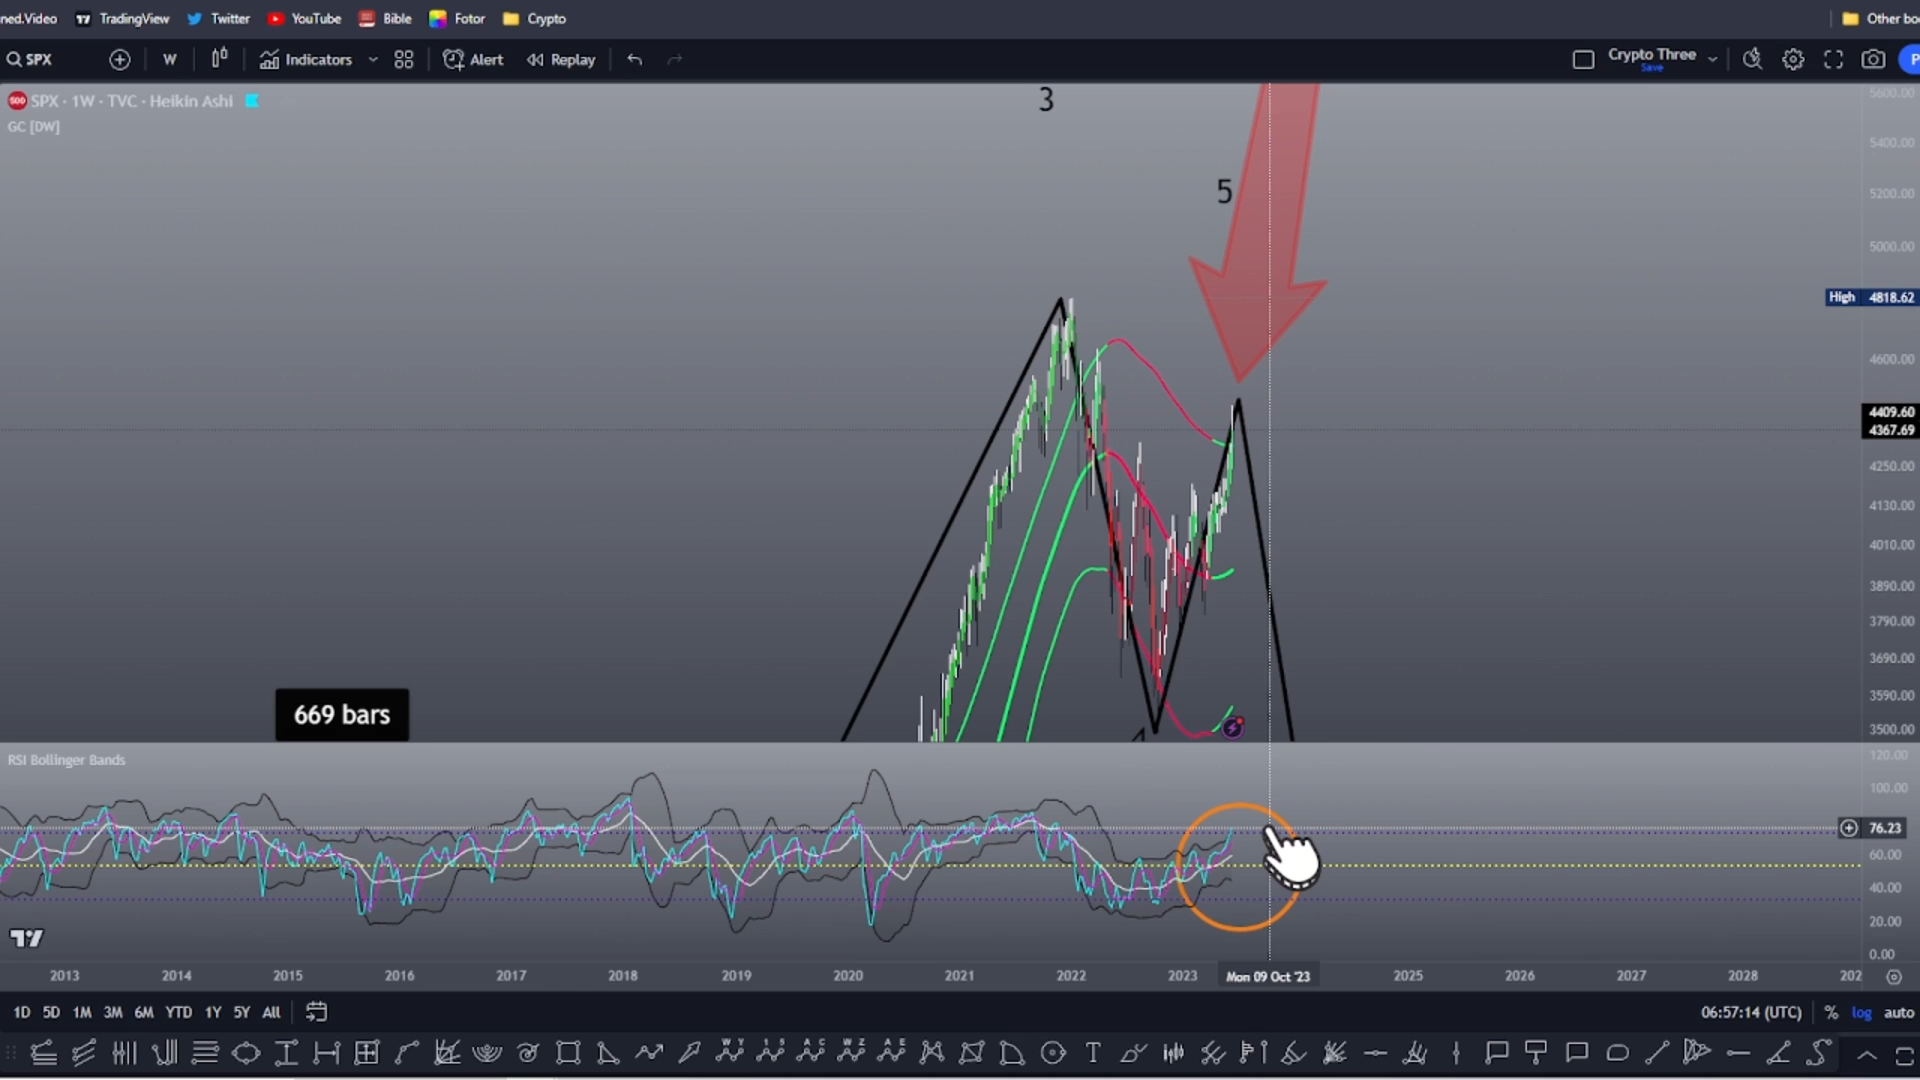 ned.Video TradingView Twitter YouTube Bible Fotor Crypto Other boo
SPX W Indicators Alert Replay Crypto Three
Save
500 SPX · 1W · TVC · Heikin Ashi
GC [DW]
3
5
5600.00
5400.00
5200.00
5000.00
High 4818.62
4600.00
4409.60
4367.69
4250.00
4130.00
4010.00
3890.00
3790.00
3690.00
3590.00
3500.00
669 bars
RSI Bollinger Bands
120.00
100.00
76.23
60.00
40.00
20.00
0.00
2013 2014 2015 2016 2017 2018 2019 2020 2021 2022 2023 Mon 09 Oct '23 2025 2026 2027 2028 202
1D 5D 1M 3M 6M YTD 1Y 5Y All 06:57:14 (UTC) % log auto